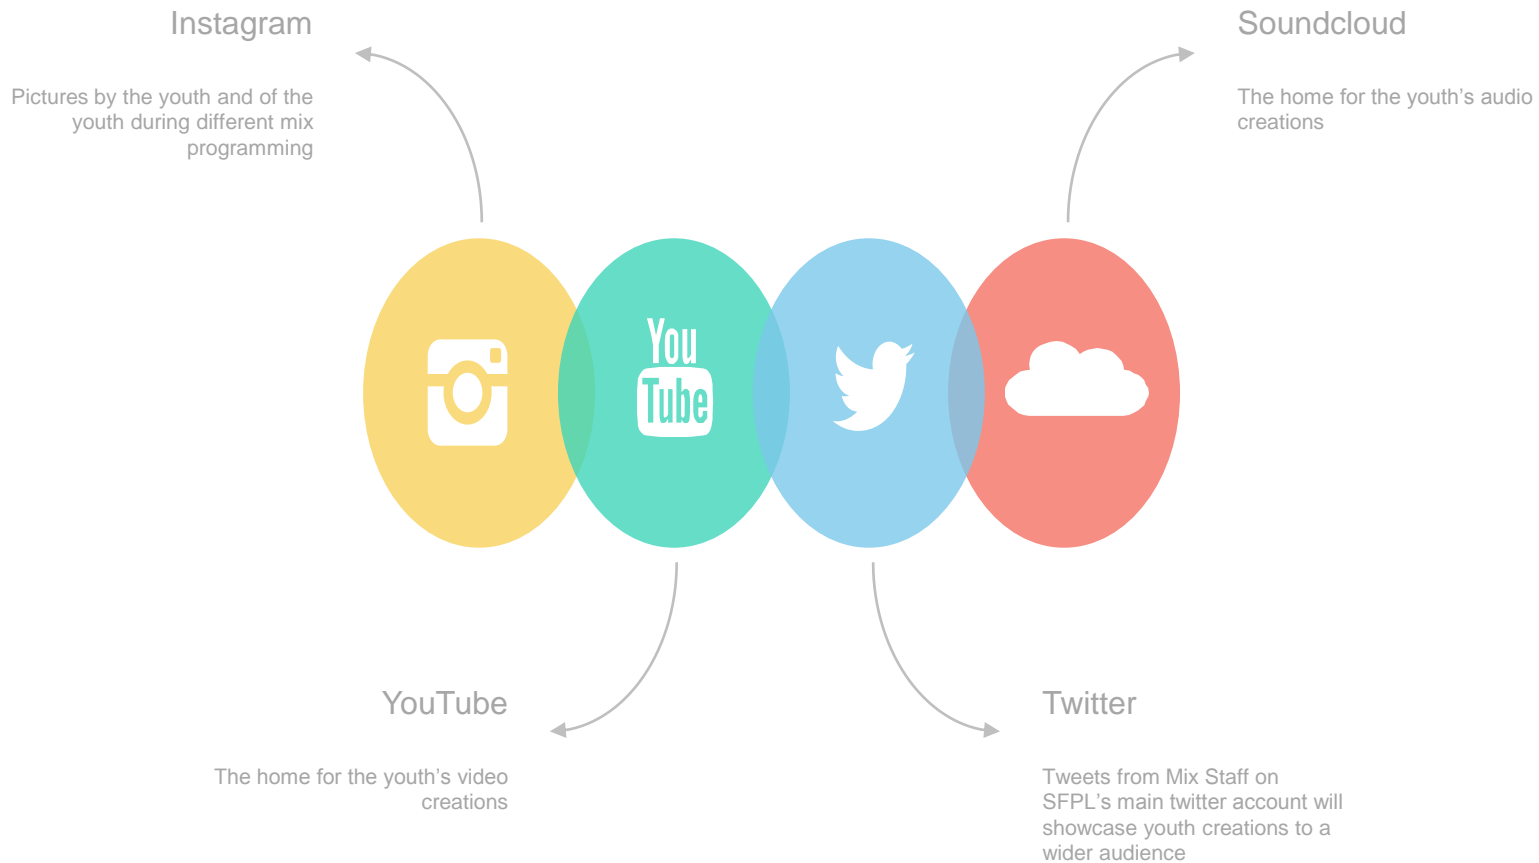 Instagram
Pictures by the youth and of the
youth during different mix
programming
Soundcloud
The home for the youth’s audio
creations
You
Tube
YouTube
The home for the youth’s video
creations
Twitter
Tweets from Mix Staff on
SFPL’s main twitter account will
showcase youth creations to a
wider audience